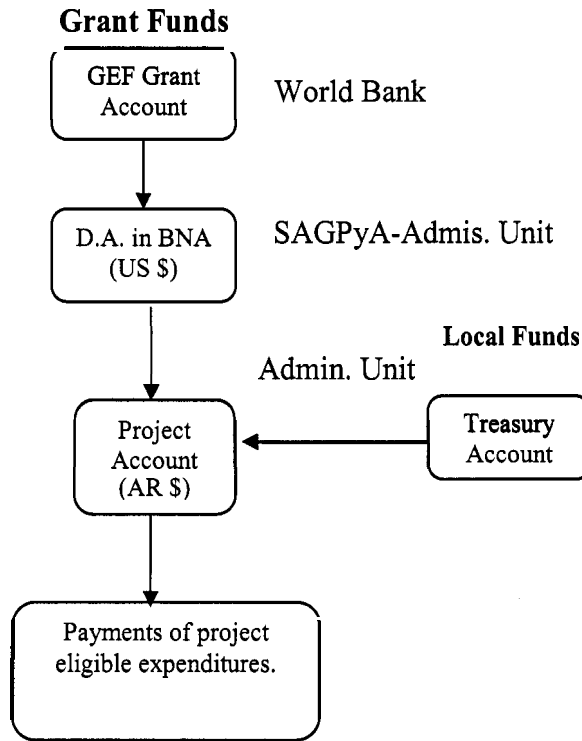 Grant Funds
GEF Grant
Account
World Bank
D.A. in BNA
(US $)
SAGPyA-Admis. Unit
Local Funds
Admin. Unit
Project
Account
(AR $)
Treasury
Account
Payments of project
eligible expenditures.